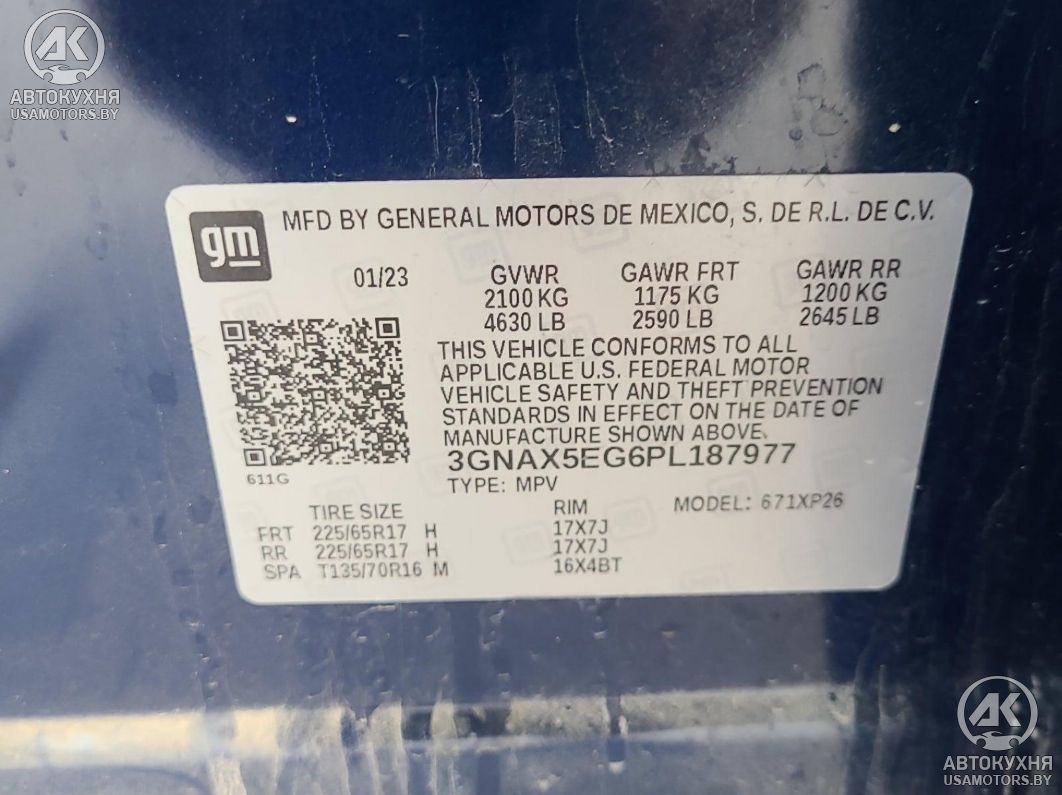 AK
АВТОКУХНЯ
USAMOTORS.BY
gm
MFD BY GENERAL MOTORS DE MEXICO, S. DE R.L. DE C.V.
01/23
GVWR GAWR FRT GAWR RR
2100 KG 1175 KG 1200 KG
4630 LB 2590 LB 2645 LB
THIS VEHICLE CONFORMS TO ALL
APPLICABLE U.S. FEDERAL MOTOR
VEHICLE SAFETY AND THEFT PREVENTION
STANDARDS IN EFFECT ON THE DATE OF
MANUFACTURE SHOWN ABOVE.
3GNAX5EG6PL187977
611G
TYPE: MPV
TIRE SIZE RIM MODEL: 671XP26
FRT 225/65R17 H 17X7J
RR 225/65R17 H 17X7J
SPA T135/70R16 M 16X4BT
AK
АВТОКУХНЯ
USAMOTORS.BY